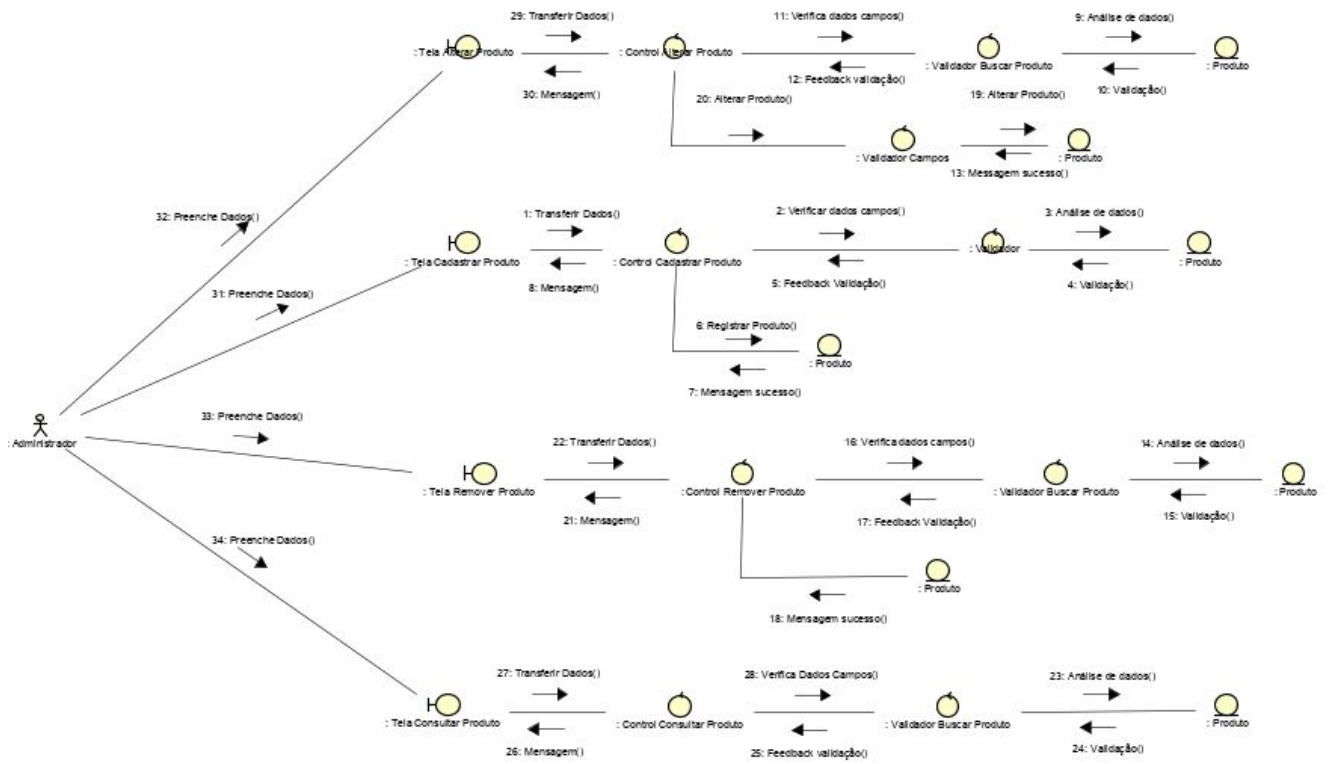 29: Transferir Dados()
11: Verifica dados campos()
9: Análise de dados()
: Tela Alterar Produto
: Control Alterar Produto
: Validador Buscar Produto
: Produto
30: Mensagem()
12: Feedback validação()
10: Validação()
20: Alterar Produto()
19: Alterar Produto()
: Validador Campos
: Produto
13: Messagem sucesso()
32: Preenche Dados()
1: Transferir Dados()
2: Verificar dados campos()
3: Análise de dados()
: Tela Cadastrar Produto
: Control Cadastrar Produto
: Validador
: Produto
8: Mensagem()
5: Feedback Validação()
4: Validação()
31: Preenche Dados()
6: Registrar Produto()
: Produto
7: Mensagem sucesso()
33: Preenche Dados()
: Administrador
22: Transferir Dados()
16: Verifica dados campos()
14: Análise de dados()
: Tela Remover Produto
: Control Remover Produto
: Validador Buscar Produto
: Produto
21: Mensagem()
17: Feedback Validação()
15: Validação()
34: Preenche Dados()
: Produto
18: Mensagem sucesso()
27: Transferir Dados()
28: Verifica Dados Campos()
23: Análise de dados()
: Tela Consultar Produto
: Control Consultar Produto
: Validador Buscar Produto
: Produto
26: Mensagem()
25: Feedback validação()
24: Validação()